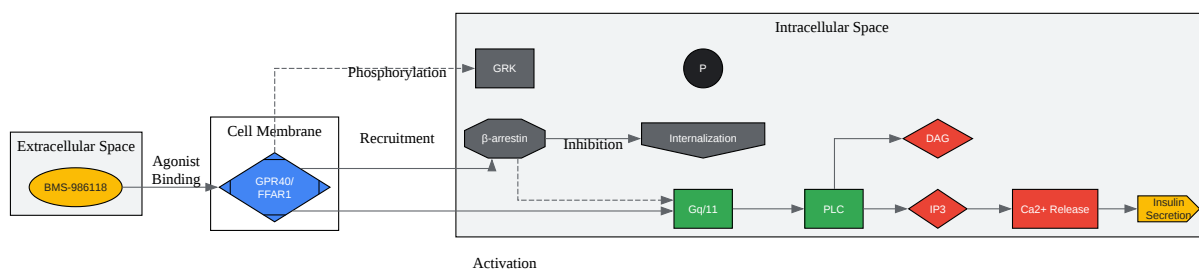 Intracellular Space
Phosphorylation
GRK
P
Extracellular Space
BMS-986118
Agonist
Binding
Cell Membrane
GPR40/
FFAR1
Recruitment
β-arrestin
Inhibition
Internalization
DAG
Gq/11
PLC
IP3
Ca2+ Release
Insulin
Secretion
Activation